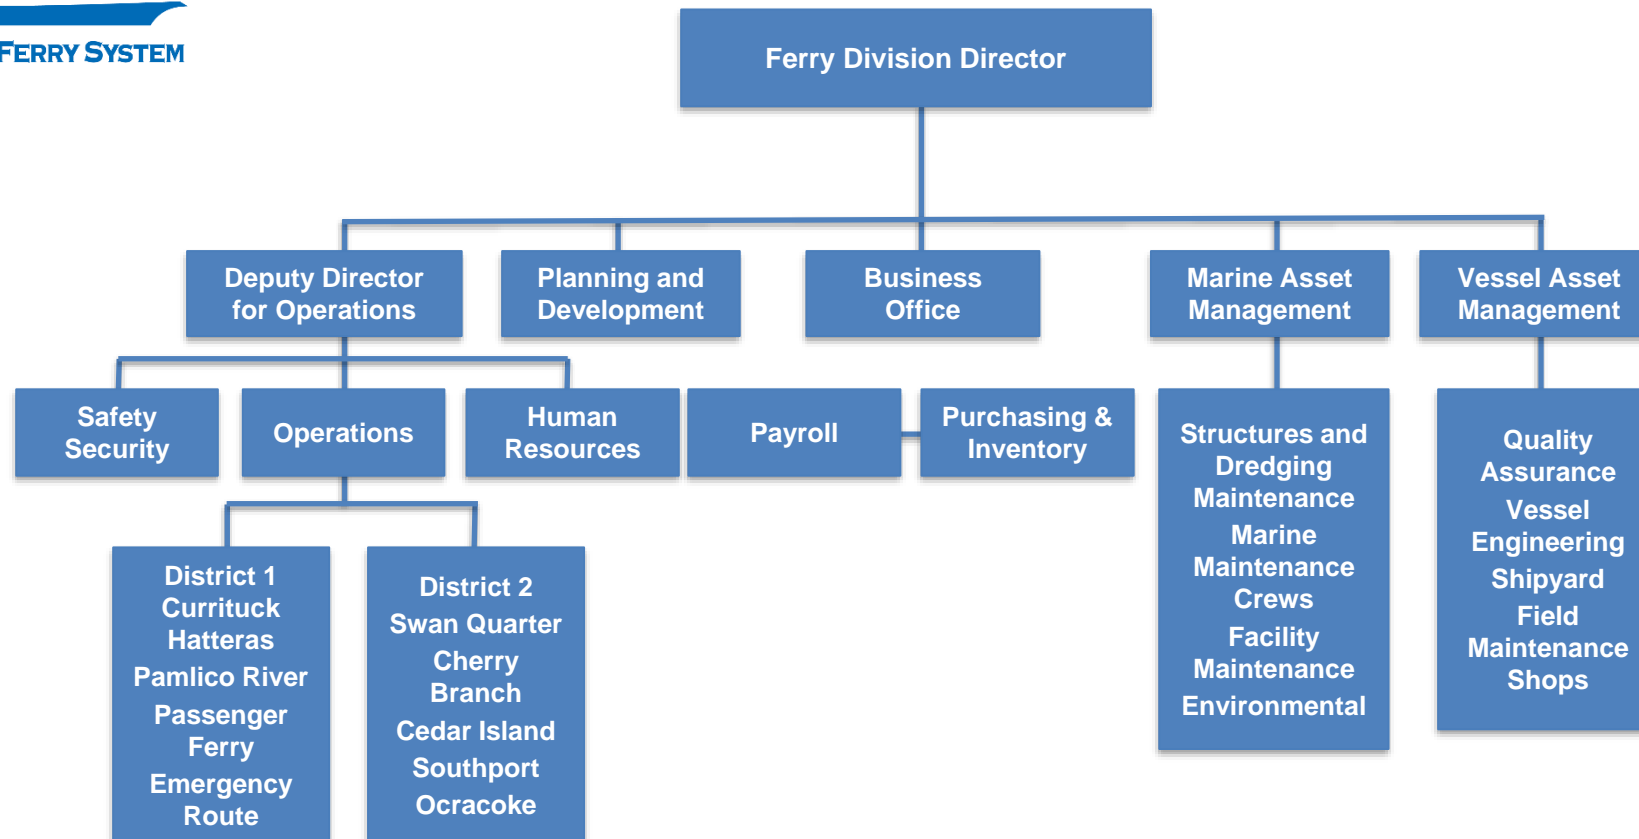 FERRY SYSTEM
Ferry Division Director
Deputy Director
for Operations
Planning and
Development
Business
Office
Marine Asset
Management
Vessel Asset
Management
Safety
Security
Operations
Human
Resources
Payroll
Purchasing &
Inventory
Structures and
Dredging
Maintenance
Marine
Maintenance
Crews
Facility
Maintenance
Environmental
Quality
Assurance
Vessel
Engineering
Shipyard
Field
Maintenance
Shops
District 1
Currituck
Hatteras
Pamlico River
Passenger
Ferry
Emergency
Route
District 2
Swan Quarter
Cherry
Branch
Cedar Island
Southport
Ocracoke